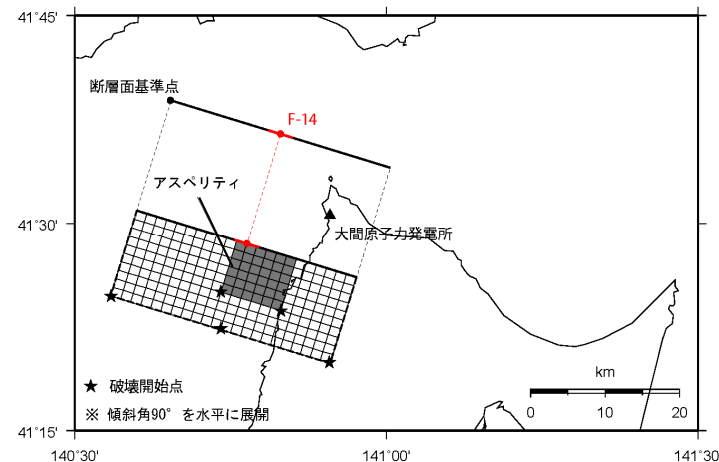 41°45'
断層面基準点
F-14
アスペリティ
41°30'
大間原子力発電所
km
★ 破壊開始点
0 10 20
※ 傾斜角90° を水平に展開
41°15'
140°30' 141°00' 141°30'